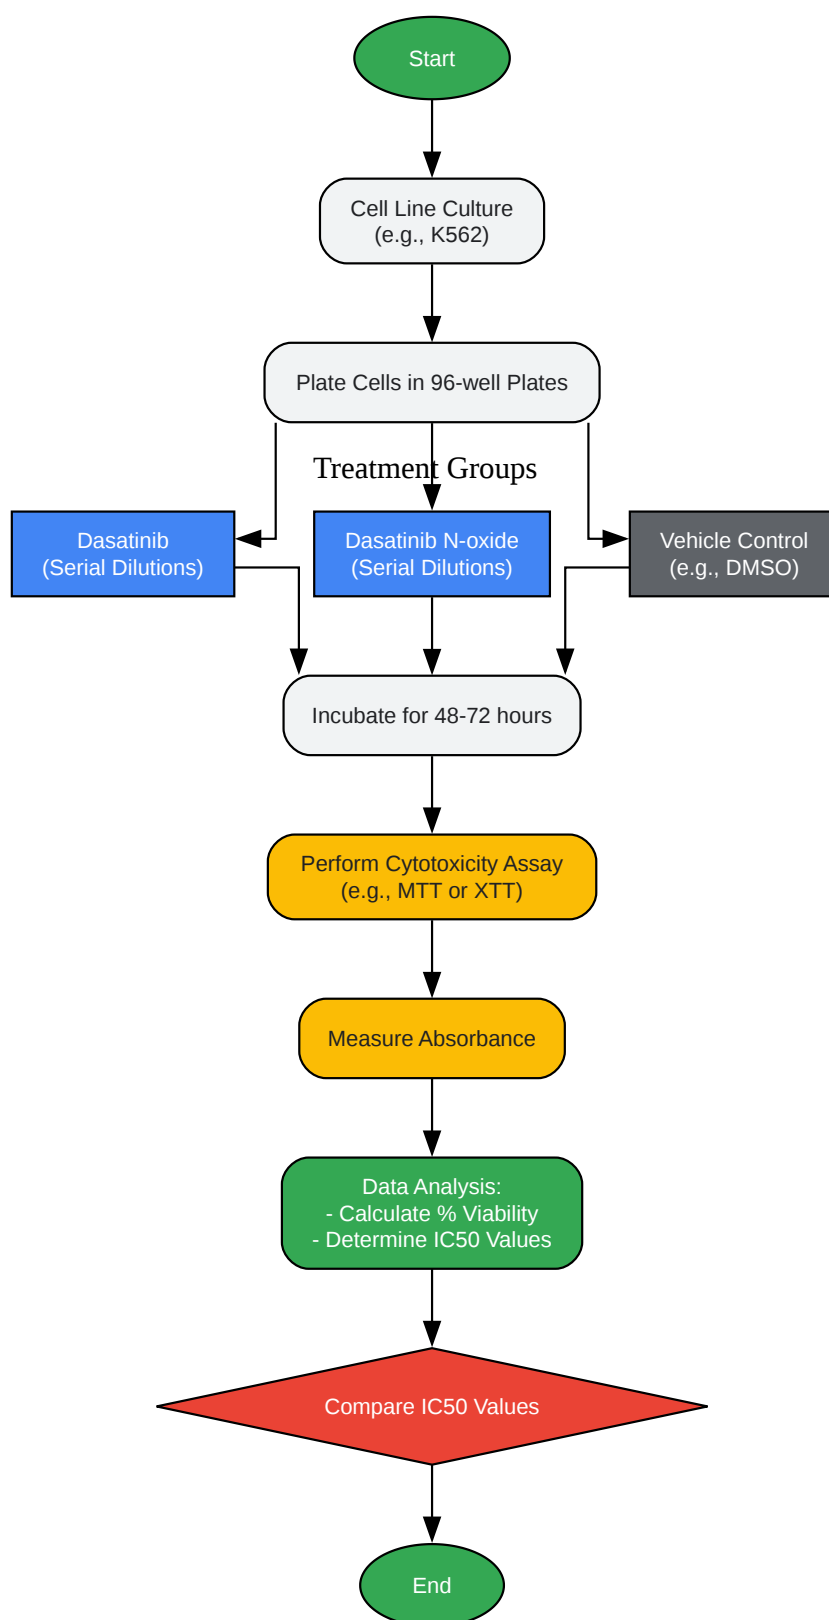 Start
Cell Line Culture
(e.g., K562)
Plate Cells in 96-well Plates
Treatment Groups
Dasatinib
(Serial Dilutions)
Dasatinib N-oxide
(Serial Dilutions)
Vehicle Control
(e.g., DMSO)
Incubate for 48-72 hours
Perform Cytotoxicity Assay
(e.g., MTT or XTT)
Measure Absorbance
Data Analysis:
- Calculate % Viability
- Determine IC50 Values
Compare IC50 Values
End